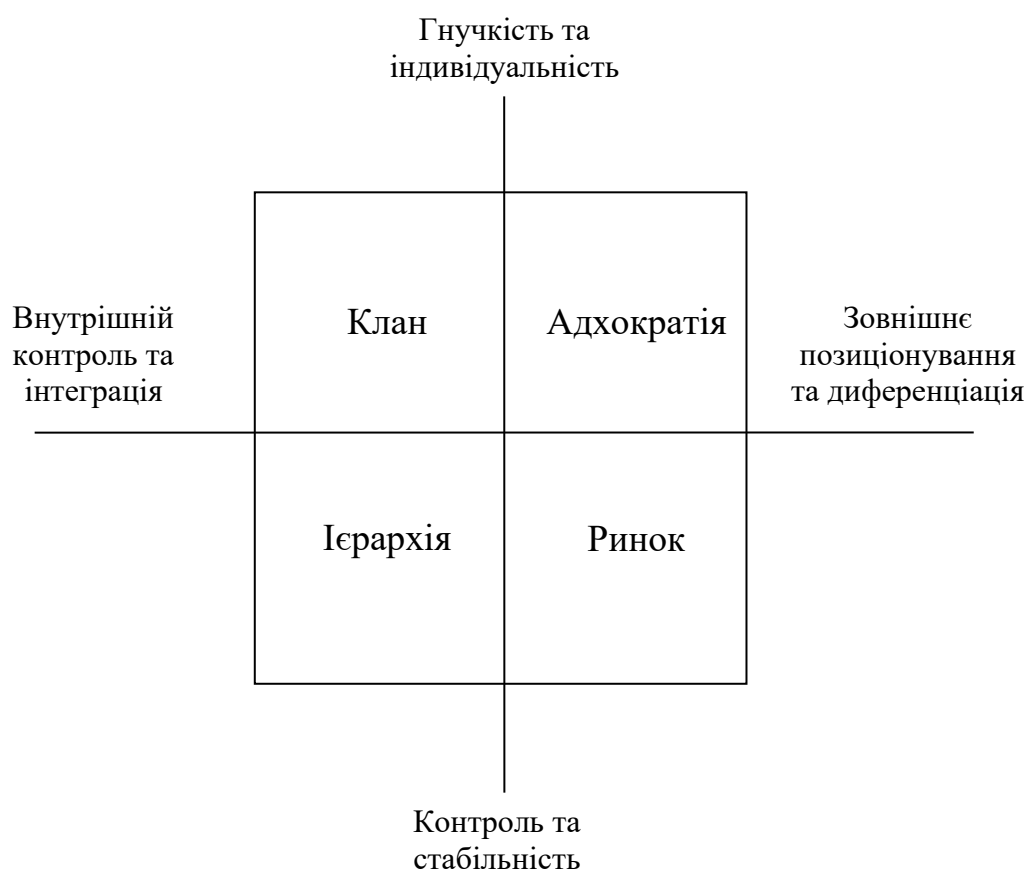 Гнучкість та
індивідуальність
Внутрішній
контроль та
інтеграція
Клан
Адхократія
Зовнішнє
позиціонування
та диференціація
Ієрархія
Ринок
Контроль та
стабільність